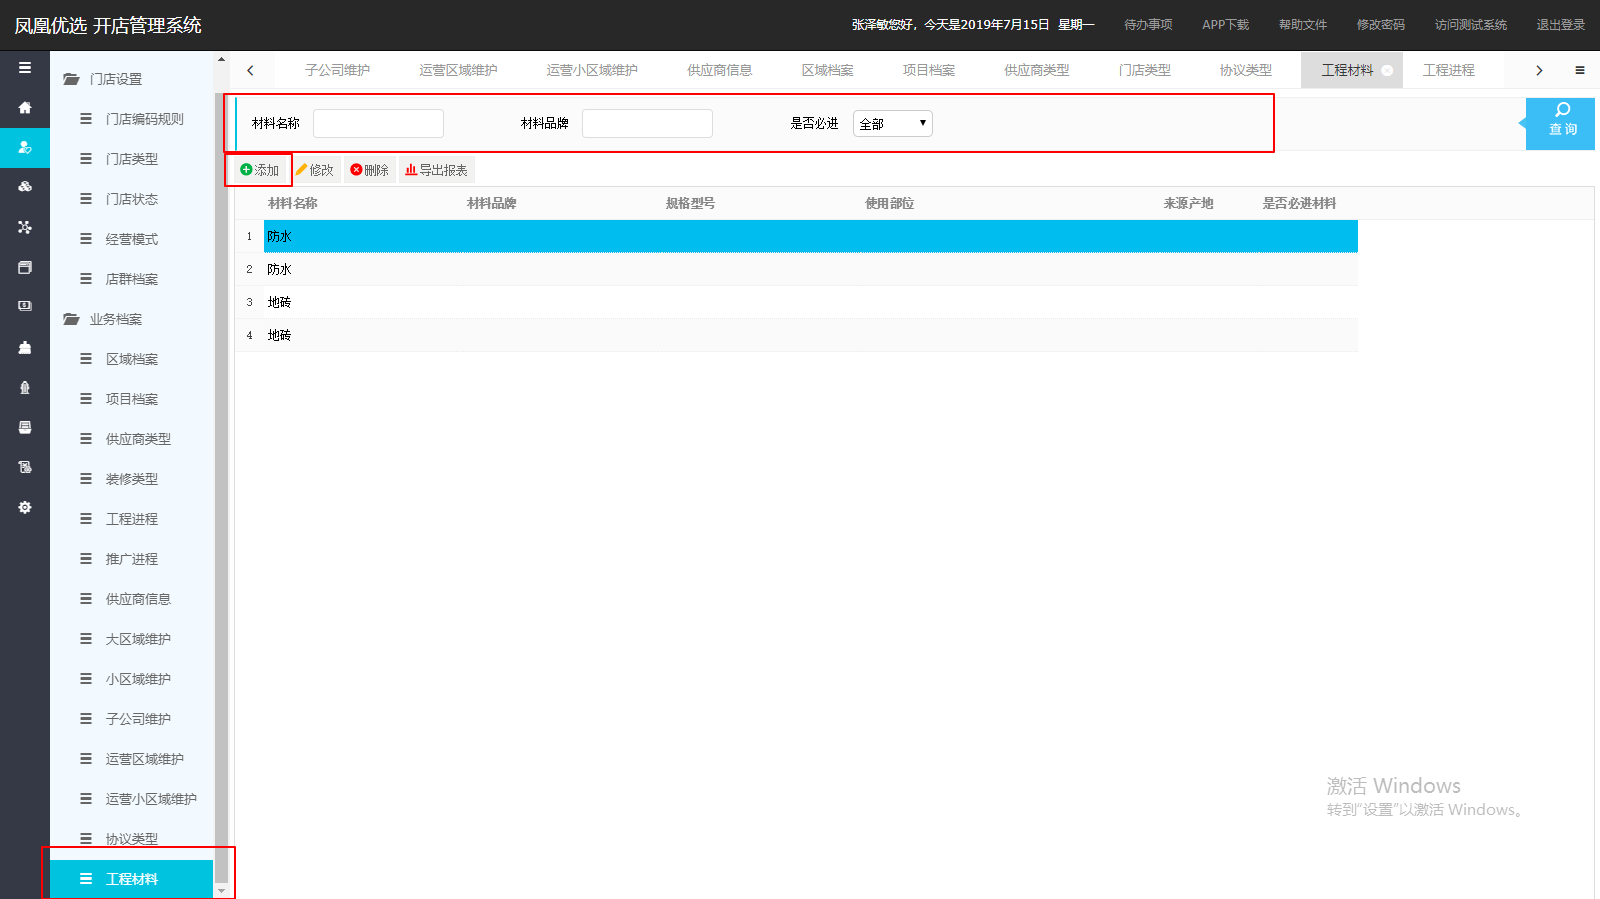 凤凰优选 开店管理系统
张泽敏您好，今天是2019年7月15日 星期一 待办事项 APP下载 帮助文件 修改密码 访问测试系统 退出登录
子公司维护 运营区域维护 运营小区域维护 供应商信息 区域档案 项目档案 供应商类型 门店类型 协议类型 工程材料 工程进程
门店设置
门店编码规则
门店类型
门店状态
经营模式
店群档案
业务档案
区域档案
项目档案
供应商类型
装修类型
工程进程
推广进程
供应商信息
大区域维护
小区域维护
子公司维护
运营区域维护
运营小区域维护
协议类型
工程材料
材料名称 材料品牌 是否必进 全部
查 询
添加 修改 删除 导出报表
材料名称 材料品牌 规格型号 使用部位 来源产地 是否必进材料
1 防水
2 防水
3 地砖
4 地砖
激活 Windows
转到“设置”以激活 Windows。